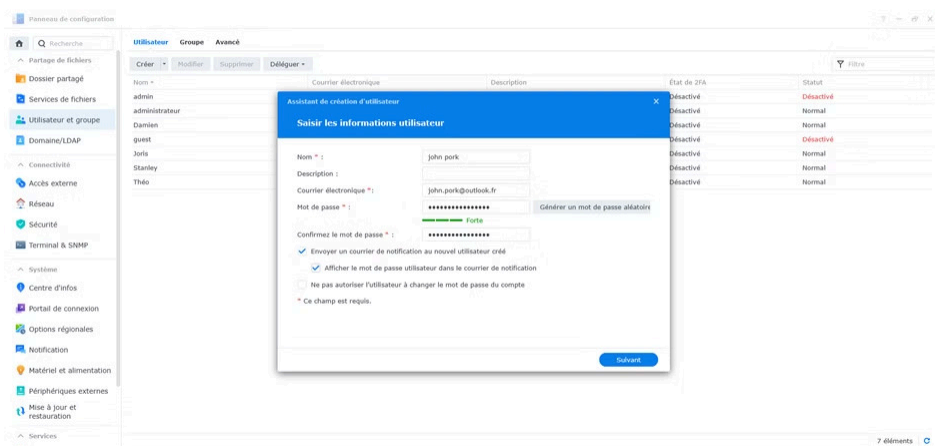 Panneau de configuration
Recherche
Partage de fichiers
Dossier partagé
Services de fichiers
Utilisateur et groupe
Domaine/LDAP
Connectivité
Accès externe
Réseau
Sécurité
Terminal & SNMP
Système
Centre d'infos
Portail de connexion
Options régionales
Notification
Matériel et alimentation
Périphériques externes
Mise à jour et
restauration
Services
Utilisateur Groupe Avancé
Créer Modifier Supprimer Déléguer Filtre
Nom Courrier électronique Description État de 2FA Statut
admin Désactivé Désactivé
administrateur Désactivé Normal
Damien Désactivé Normal
guest Désactivé Désactivé
Joris Désactivé Normal
Stanley Désactivé Normal
Théo Désactivé Normal
Assistant de création d'utilisateur
Saisir les informations utilisateur
Nom * : john pork
Description :
Courrier électronique *: john.pork@outlook.fr
Mot de passe * : •••••••••••••••• Générer un mot de passe aléatoire
Forte
Confirmez le mot de passe * : ••••••••••••••••
Envoyer un courrier de notification au nouvel utilisateur créé
Afficher le mot de passe utilisateur dans le courrier de notification
Ne pas autoriser l'utilisateur à changer le mot de passe du compte
* Ce champ est requis.
Suivant
7 éléments